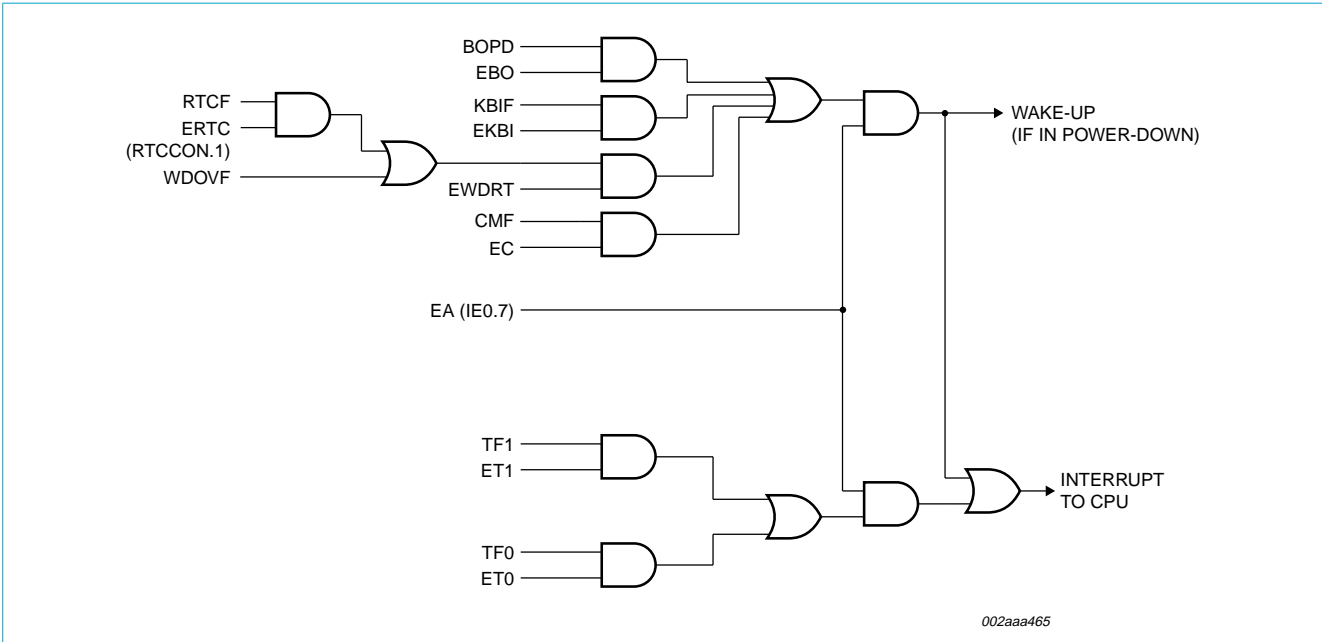 BOPD
EBO
RTCF
ERTC
(RTCCON.1)
WDOVF
KBIF
EKBI
EWDRT
CMF
EC
WAKE-UP
(IF IN POWER-DOWN)
EA (IE0.7)
TF1
ET1
TF0
ET0
INTERRUPT
TO CPU
002aaa465